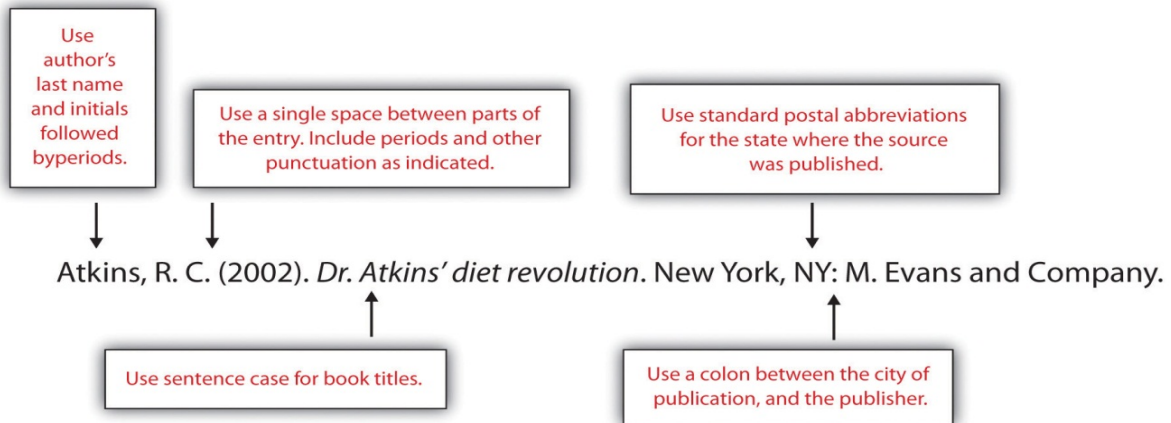 Use
author’s
last name
and initials
followed
byperiods.
Use a single space between parts of
the entry. Include periods and other
punctuation as indicated.
Use standard postal abbreviations
for the state where the source
was published.
Atkins, R. C. (2002). Dr. Atkins’ diet revolution. New York, NY: M. Evans and Company.
Use sentence case for book titles.
Use a colon between the city of
publication, and the publisher.